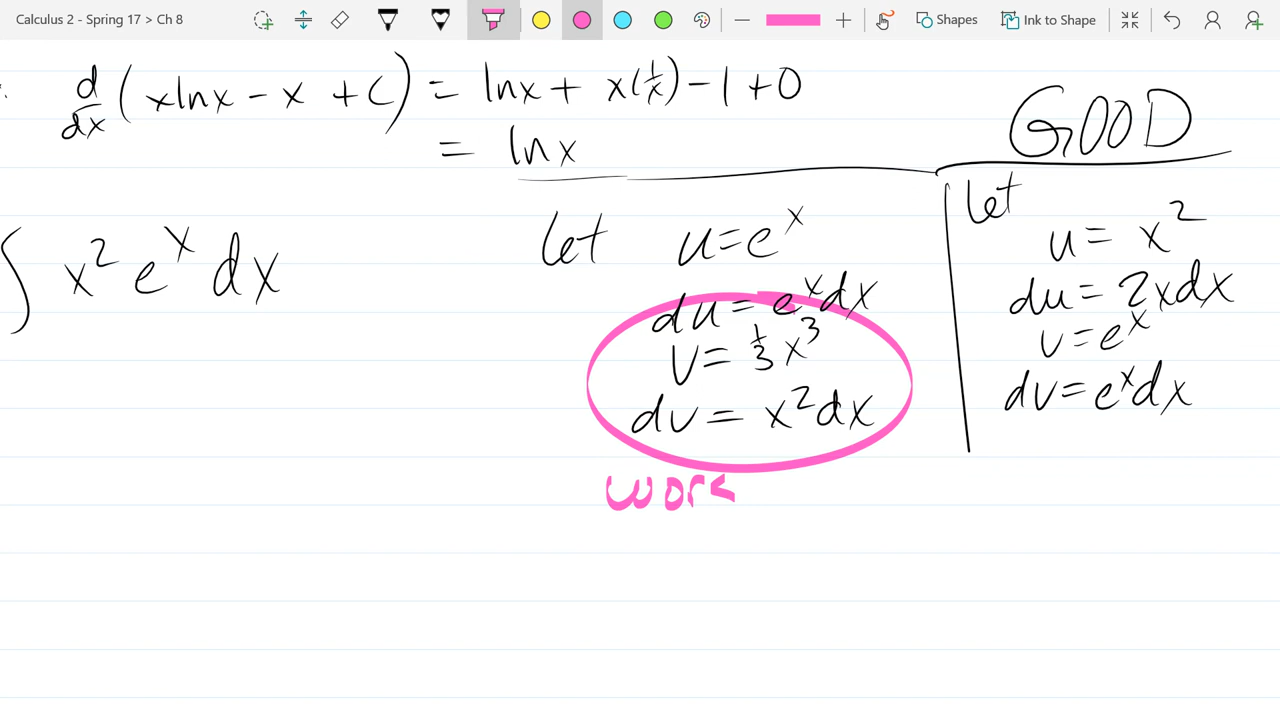 Calculus 2 - Spring 17 > Ch 8
Shapes
Ink to Shape
d/dx (x ln x - x + C) = ln x + x(1/x) - 1 + 0
= ln x
∫ x² eˣ dx
let u = eˣ
du = eˣ dx
v = 1/3 x³
dv = x² dx
wors
GOOD
let
u = x²
du = 2x dx
v = eˣ
dv = eˣ dx